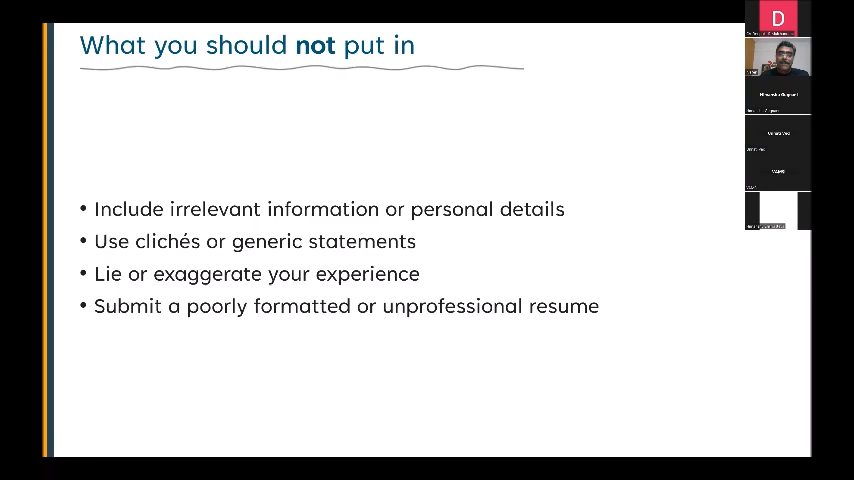 What you should not put in
• Include irrelevant information or personal details
• Use clichés or generic statements
• Lie or exaggerate your experience
• Submit a poorly formatted or unprofessional resume
D
VAMSI